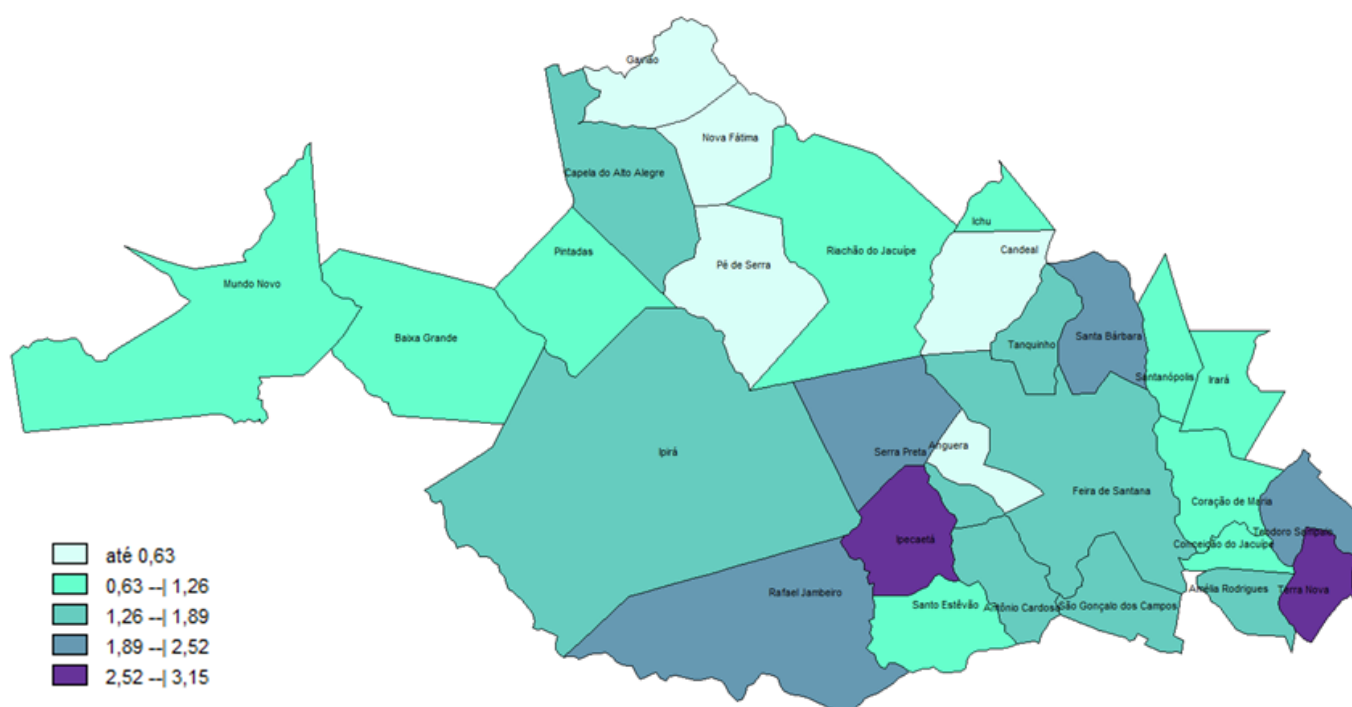 Gavião
Nova Fátima
Capela do Alto Alegre
Ichu
Pintadas
Riachão do Jacuípe
Candeal
Pé de Serra
Mundo Novo
Baixa Grande
Tanquinho
Santa Bárbara
Santanópolis
Irará
Ipirá
Serra Preta
Anguera
Feira de Santana
Coração de Maria
Teodoro Sampaio
Ipecaetá
Conceição do Jacuípe
Rafael Jambeiro
Santo Estêvão
Antônio Cardoso
São Gonçalo dos Campos
Amélia Rodrigues
Terra Nova
até 0,63
0,63 --| 1,26
1,26 --| 1,89
1,89 --| 2,52
2,52 --| 3,15